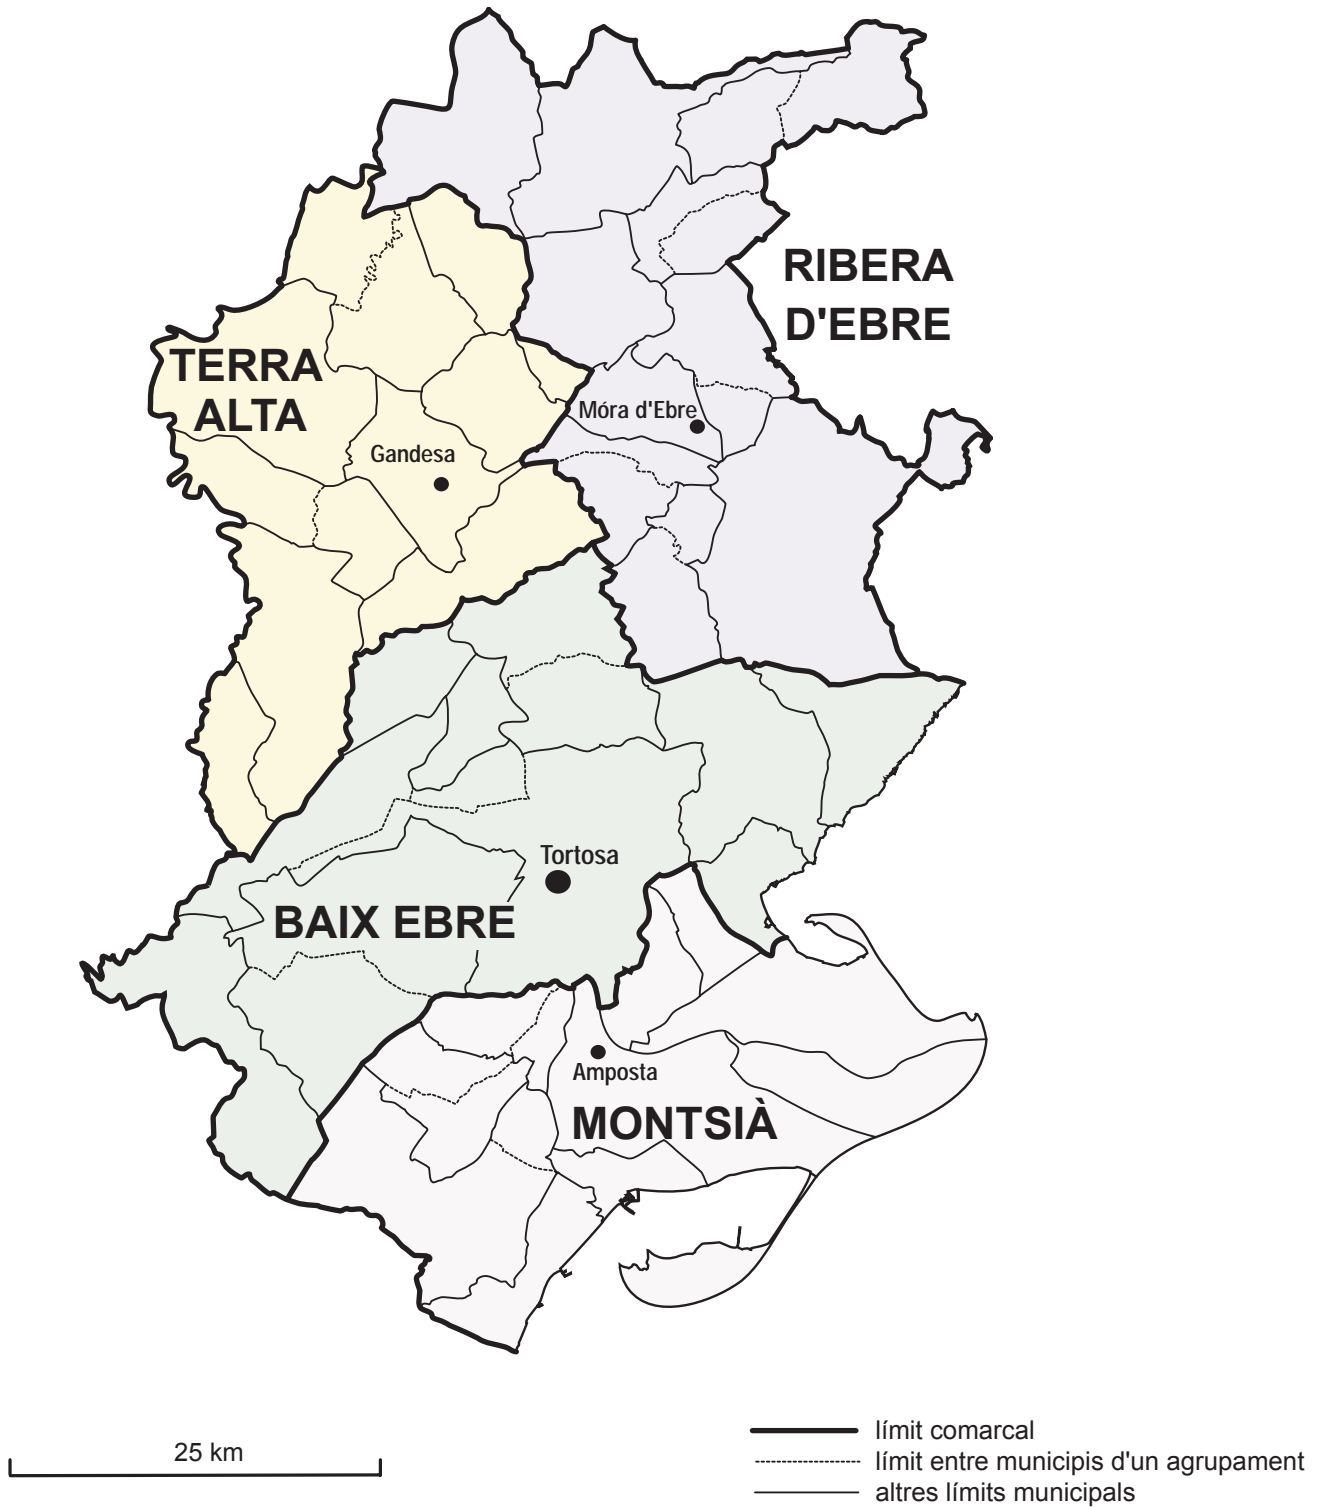 RIBERA
D'EBRE
TERRA
ALTA
Móra d'Ebre
Gandesa
Tortosa
BAIX EBRE
Amposta
MONTSIÀ
25 km
límit comarcal
límit entre municipis d'un agrupament
altres límits municipals